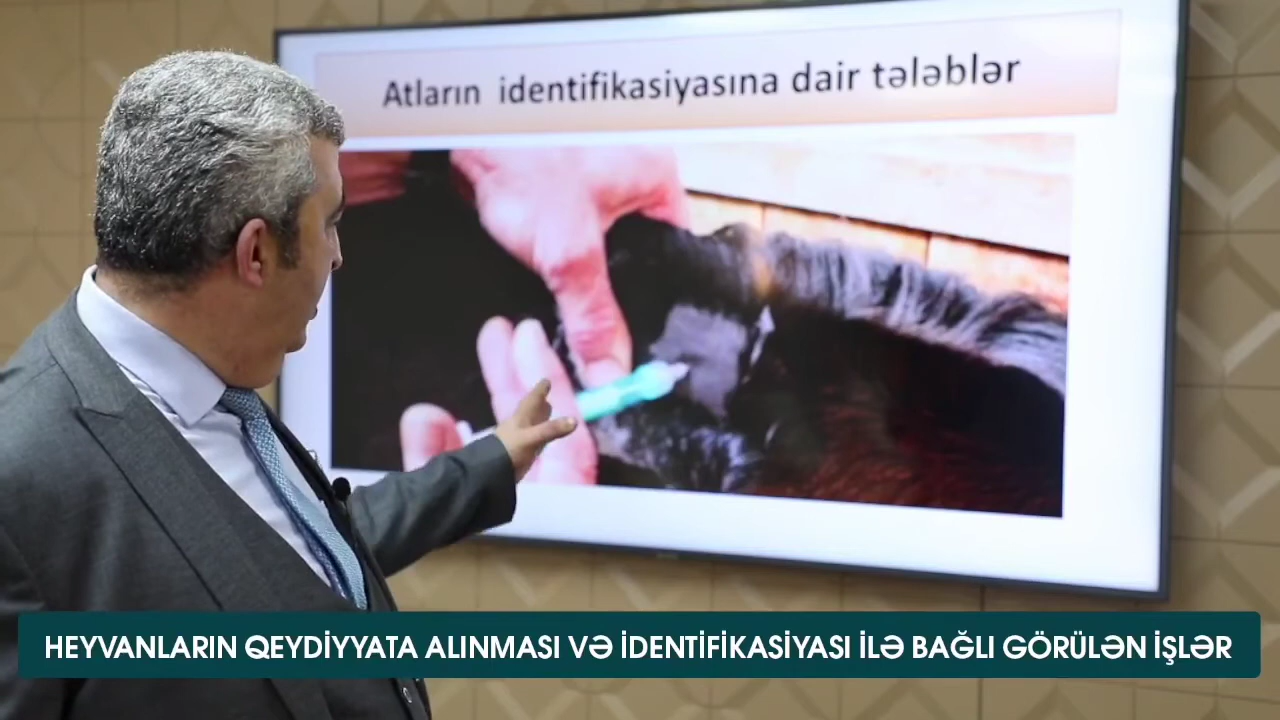 Atların identifikasiyasına dair tələblər
HEYVANLARIN QEYDİYYATA ALINMASI VƏ İDENTİFİKASİYASI İLƏ BAĞLI GÖRÜLƏN İŞLƏR